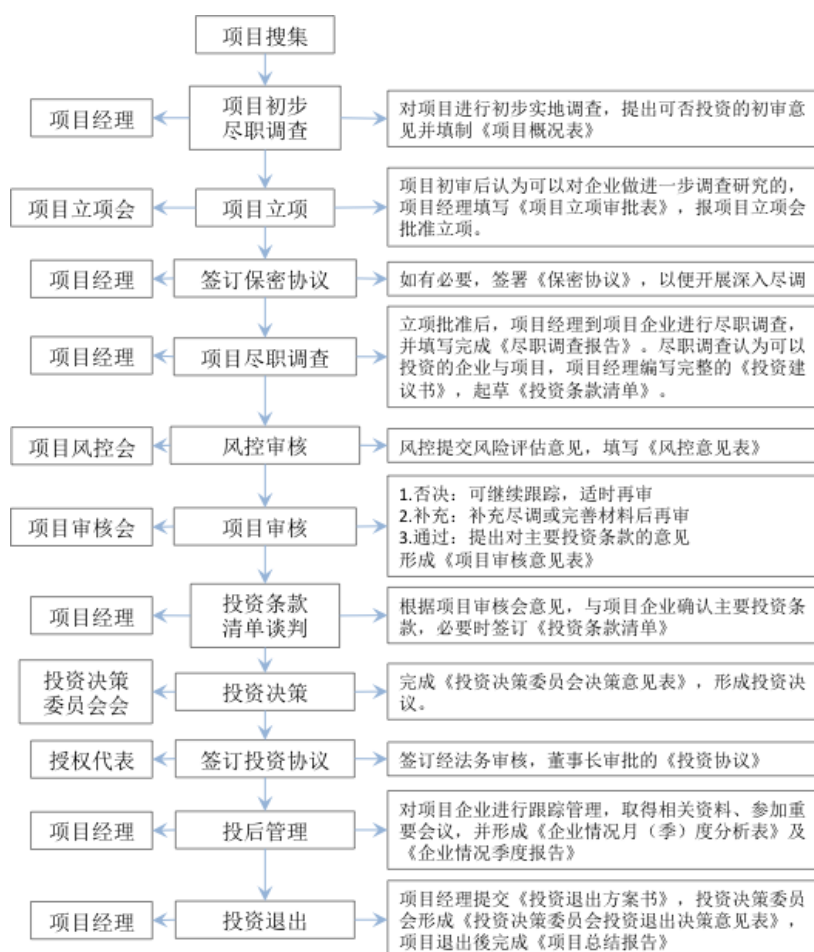 项目搜集
项目经理
项目初步
尽职调查
对项目进行初步实地调查，提出可否投资的初审意
见并填制《项目概况表》
项目立项会
项目立项
项目初审后认为可以对企业做进一步调查研究的，
项目经理填写《项目立项审批表》，报项目立项会
批准立项。
项目经理
签订保密协议
如有必要，签署《保密协议》，以便开展深入尽调
项目经理
项目尽职调查
立项批准后，项目经理到项目企业进行尽职调查，
并填写完成《尽职调查报告》。尽职调查认为可以
投资的企业与项目，项目经理编写完整的《投资建
议书》，起草《投资条款清单》。
项目风控会
风控审核
风控提交风险评估意见，填写《风控意见表》
项目审核会
项目审核
1.否决：可继续跟踪，适时再审
2.补充：补充尽调或完善材料后再审
3.通过：提出对主要投资条款的意见
形成《项目审核意见表》
项目经理
投资条款
清单谈判
根据项目审核会意见，与项目企业确认主要投资条
款，必要时签订《投资条款清单》
投资决策
委员会会
投资决策
完成《投资决策委员会决策意见表》，形成投资决
议。
授权代表
签订投资协议
签订经法务审核，董事长审批的《投资协议》
项目经理
投后管理
对项目企业进行跟踪管理，取得相关资料、参加重
要会议，并形成《企业情况月（季）度分析表》及
《企业情况季度报告》
项目经理
投资退出
项目经理提交《投资退出方案书》，投资决策委员
会形成《投资决策委员会投资退出决策意见表》，
项目退出後完成《项目总结报告》